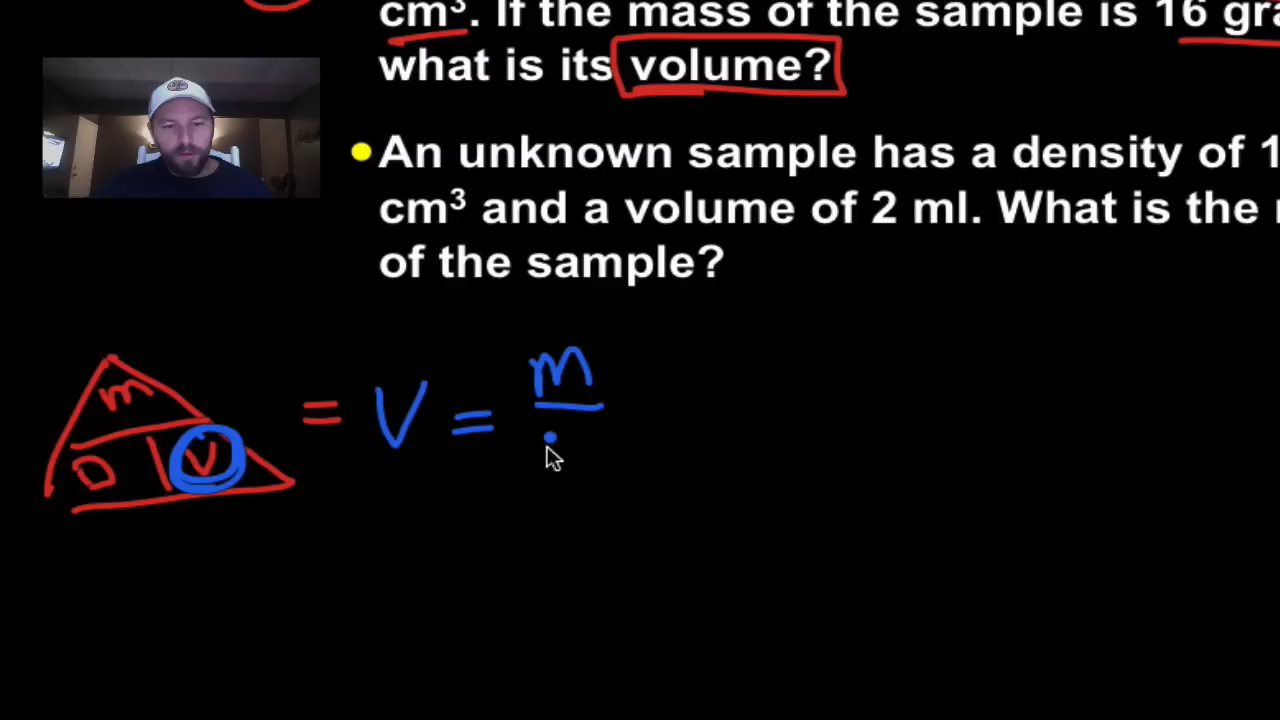 cm³. If the mass of the sample is 16
what is its volume?
•An unknown sample has a density of 1
cm³ and a volume of 2 ml. What is the
of the sample?
m
D | V
= V = m